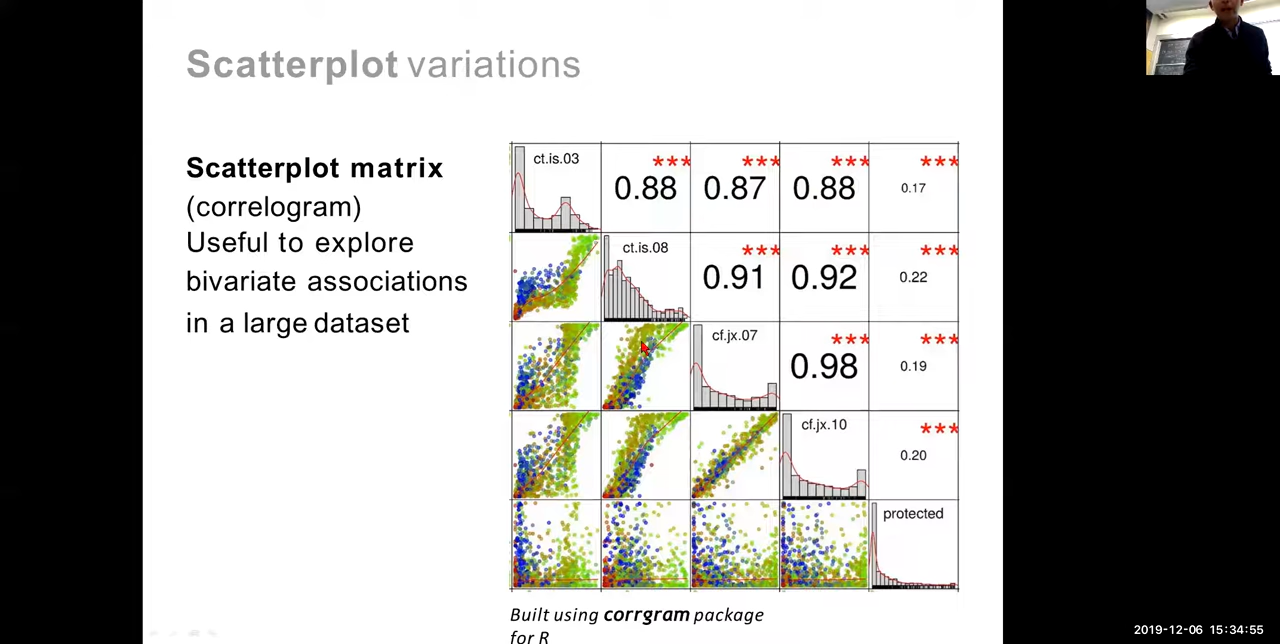 Scatterplot variations
Scatterplot matrix
(correlogram)
Useful to explore
bivariate associations
in a large dataset
ct.is.03
***
0.88
***
0.87
***
0.88
***
0.17
ct.is.08
***
0.91
***
0.92
***
0.22
cf.jx.07
***
0.98
***
0.19
cf.jx.10
***
0.20
protected
Built using corrgram package
for R
2019-12-06 15:34:55